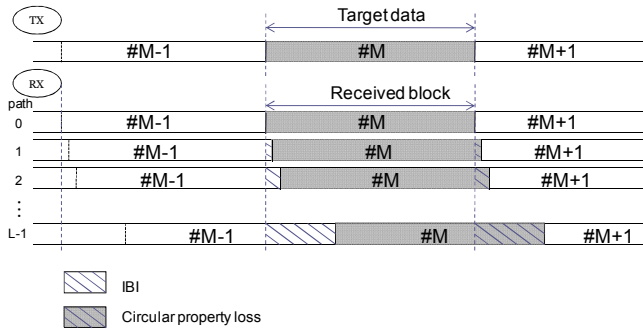 TX
Target data
#M-1 #M #M+1
RX
Received block
path
0 #M-1 #M #M+1
1 #M-1 #M #M+1
2 #M-1 #M #M+1
⋮
L-1 #M-1 #M #M+1
IBI
Circular property loss